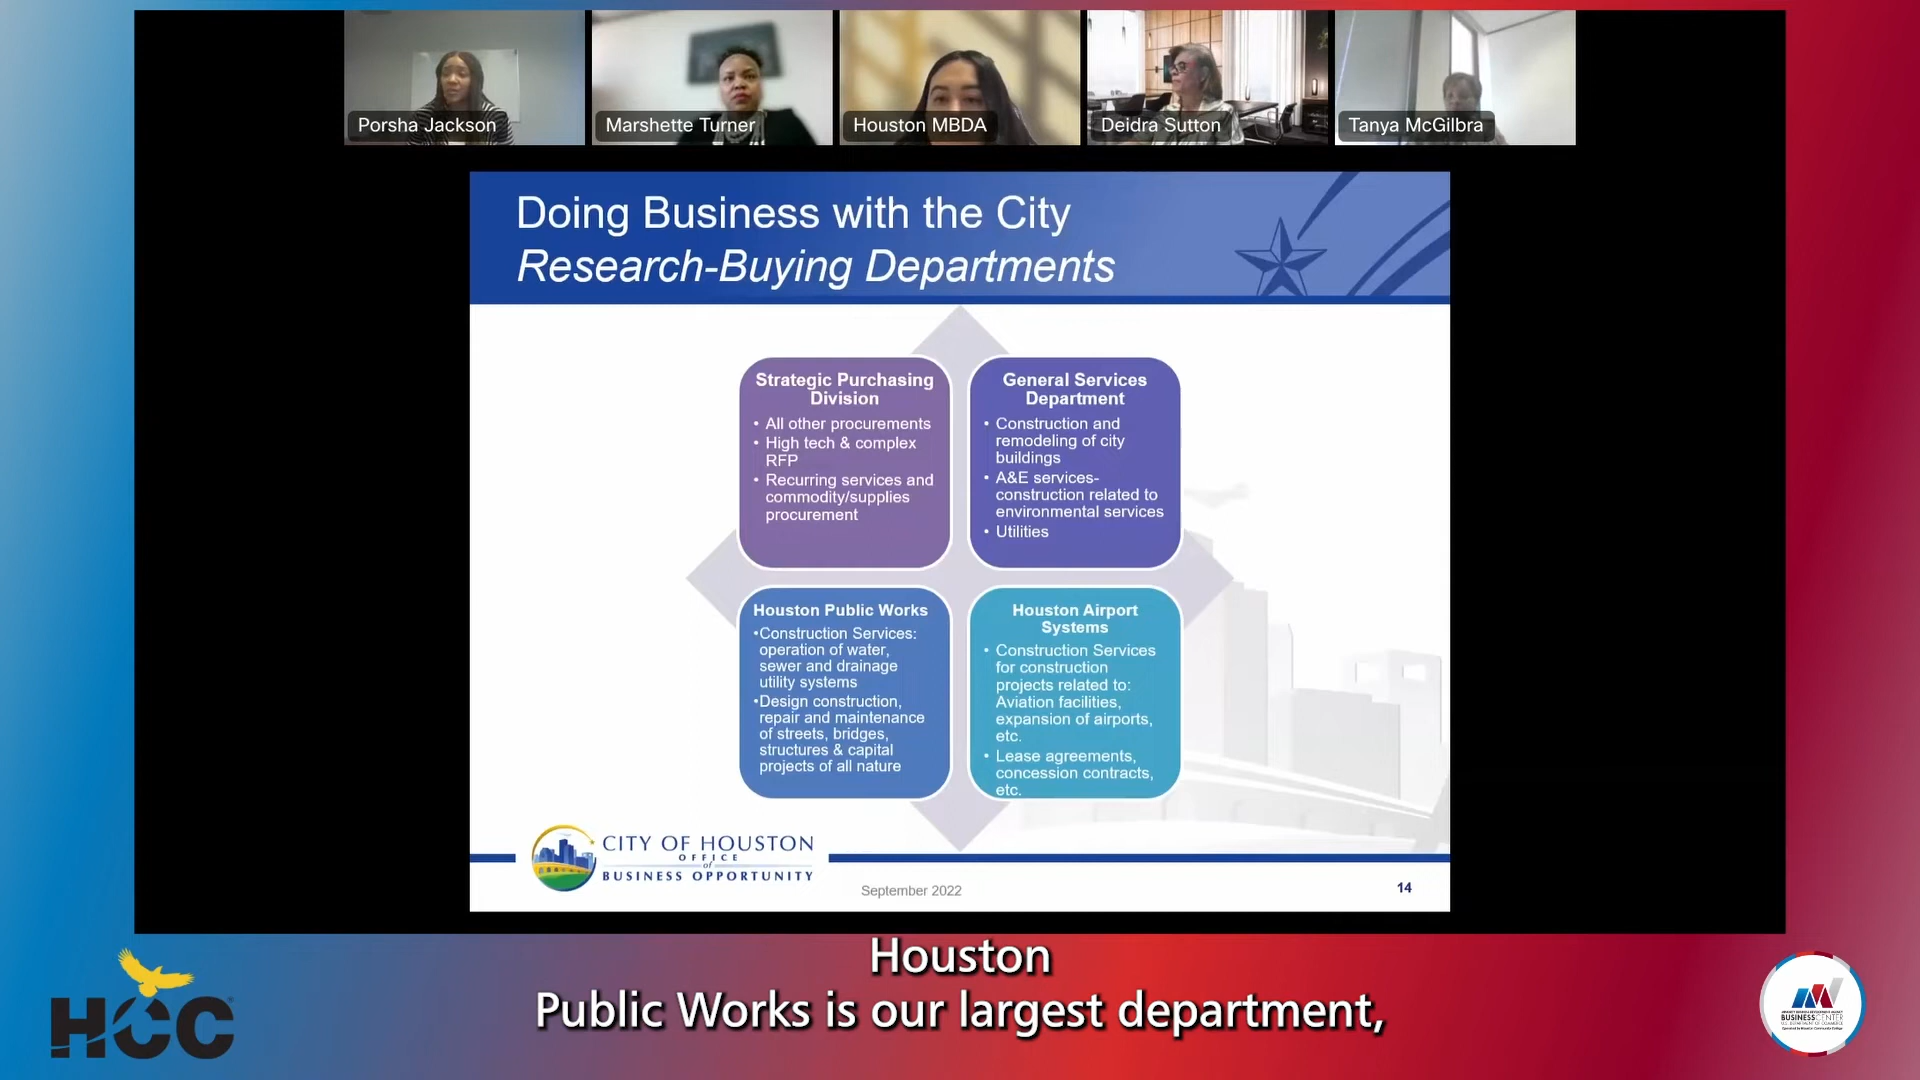 Porsha Jackson
Marshette Turner
Houston MBDA
Deidra Sutton
Tanya McGilbra
Doing Business with the City
Research-Buying Departments
Strategic Purchasing
Division
• All other procurements
• High tech & complex
RFP
• Recurring services and
commodity/supplies
procurement
General Services
Department
• Construction and
remodeling of city
buildings
• A&E services-
construction related to
environmental services
• Utilities
Houston Public Works
•Construction Services:
operation of water,
sewer and drainage
utility systems
•Design construction,
repair and maintenance
of streets, bridges,
structures & capital
projects of all nature
Houston Airport
Systems
• Construction Services
for construction
projects related to:
Aviation facilities,
expansion of airports,
etc.
• Lease agreements,
concession contracts,
etc.
CITY OF HOUSTON
OFFICE
of
BUSINESS OPPORTUNITY
September 2022
14
Houston
Public Works is our largest department,
HCC
BUSINESS CENTER